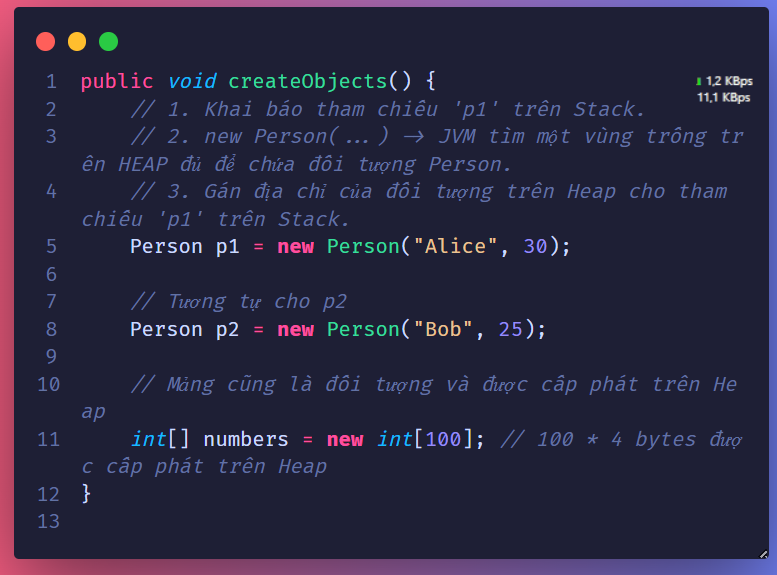 1 public void createObjects() {
1,2 KBps
11,1 KBps
2 // 1. Khai báo tham chiếu 'p1' trên Stack.
3 // 2. new Person(...) -> JVM tìm một vùng trống tr
ên HEAP đủ để chứa đối tượng Person.
4 // 3. Gán địa chỉ của đối tượng trên Heap cho tham
chiếu 'p1' trên Stack.
5 Person p1 = new Person("Alice", 30);
6
7 // Tương tự cho p2
8 Person p2 = new Person("Bob", 25);
9
10 // Mảng cũng là đối tượng và được cấp phát trên He
ap
11 int[] numbers = new int[100]; // 100 * 4 bytes đượ
c cấp phát trên Heap
12 }
13